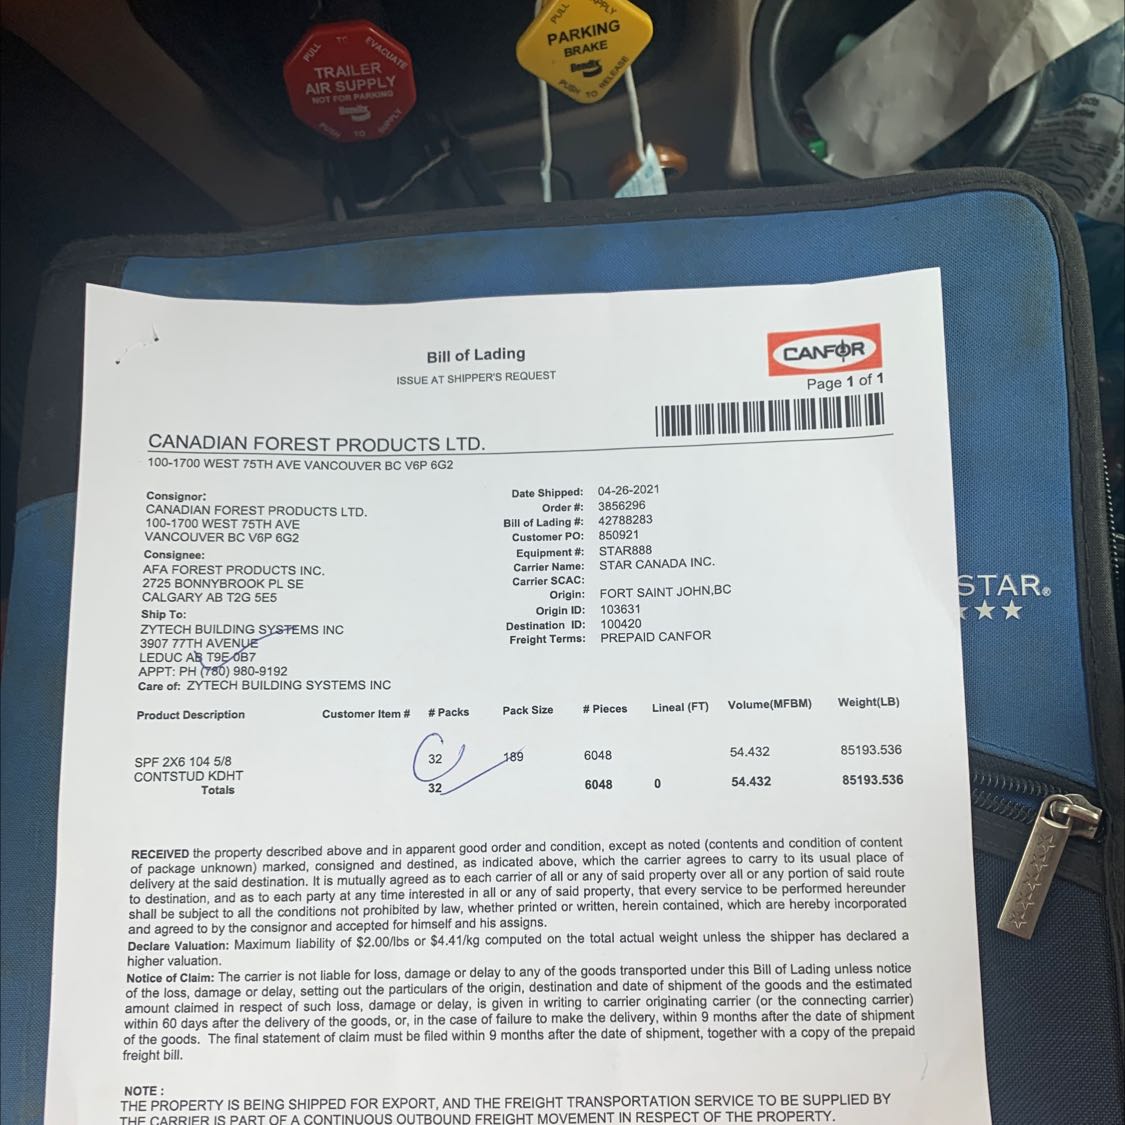 PULL TO EVACUATE
TRAILER
AIR SUPPLY
NOT FOR PARKING
Bendix
PUSH TO SUPPLY
PULL
APPLY
PARKING
BRAKE
Bendix
PUSH TO RELEASE
STAR®
Bill of Lading
ISSUE AT SHIPPER'S REQUEST
CANFOR
Page 1 of 1
CANADIAN FOREST PRODUCTS LTD.
100-1700 WEST 75TH AVE VANCOUVER BC V6P 6G2
Consignor:
CANADIAN FOREST PRODUCTS LTD.
100-1700 WEST 75TH AVE
VANCOUVER BC V6P 6G2
Consignee:
AFA FOREST PRODUCTS INC.
2725 BONNYBROOK PL SE
CALGARY AB T2G 5E5
Ship To:
ZYTECH BUILDING SYSTEMS INC
3907 77TH AVENUE
LEDUC AB T9E 0B7
APPT: PH (780) 980-9192
Care of: ZYTECH BUILDING SYSTEMS INC
Date Shipped: 04-26-2021
Order #: 3856296
Bill of Lading #: 42788283
Customer PO: 850921
Equipment #: STAR888
Carrier Name: STAR CANADA INC.
Carrier SCAC:
Origin: FORT SAINT JOHN,BC
Origin ID: 103631
Destination ID: 100420
Freight Terms: PREPAID CANFOR
Product Description Customer Item # # Packs Pack Size # Pieces Lineal (FT) Volume(MFBM) Weight(LB)
SPF 2X6 104 5/8 32 189 6048 54.432 85193.536
CONTSTUD KDHT
Totals 32 6048 0 54.432 85193.536
RECEIVED the property described above and in apparent good order and condition, except as noted (contents and condition of content
of package unknown) marked, consigned and destined, as indicated above, which the carrier agrees to carry to its usual place of
delivery at the said destination. It is mutually agreed as to each carrier of all or any of said property over all or any portion of said route
to destination, and as to each party at any time interested in all or any of said property, that every service to be performed hereunder
shall be subject to all the conditions not prohibited by law, whether printed or written, herein contained, which are hereby incorporated
and agreed to by the consignor and accepted for himself and his assigns.
Declare Valuation: Maximum liability of $2.00/lbs or $4.41/kg computed on the total actual weight unless the shipper has declared a
higher valuation.
Notice of Claim: The carrier is not liable for loss, damage or delay to any of the goods transported under this Bill of Lading unless notice
of the loss, damage or delay, setting out the particulars of the origin, destination and date of shipment of the goods and the estimated
amount claimed in respect of such loss, damage or delay, is given in writing to carrier originating carrier (or the connecting carrier)
within 60 days after the delivery of the goods, or, in the case of failure to make the delivery, within 9 months after the date of shipment
of the goods. The final statement of claim must be filed within 9 months after the date of shipment, together with a copy of the prepaid
freight bill.
NOTE :
THE PROPERTY IS BEING SHIPPED FOR EXPORT, AND THE FREIGHT TRANSPORTATION SERVICE TO BE SUPPLIED BY
THE CARRIER IS PART OF A CONTINUOUS OUTBOUND FREIGHT MOVEMENT IN RESPECT OF THE PROPERTY.